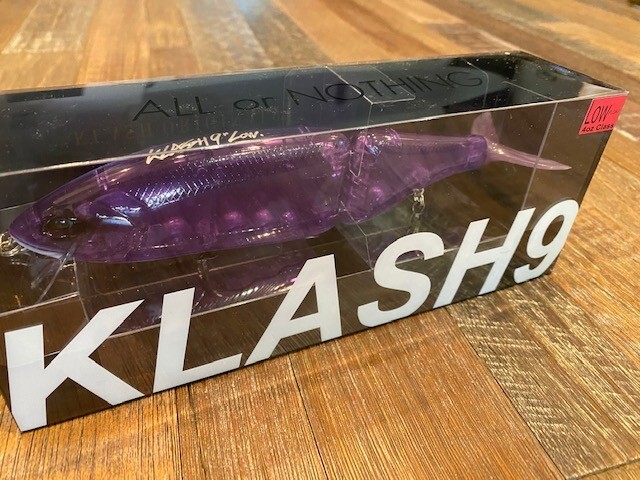 ALL or NOTHING
LOW
4oz Class
KLASH9 Low.
KLASH9